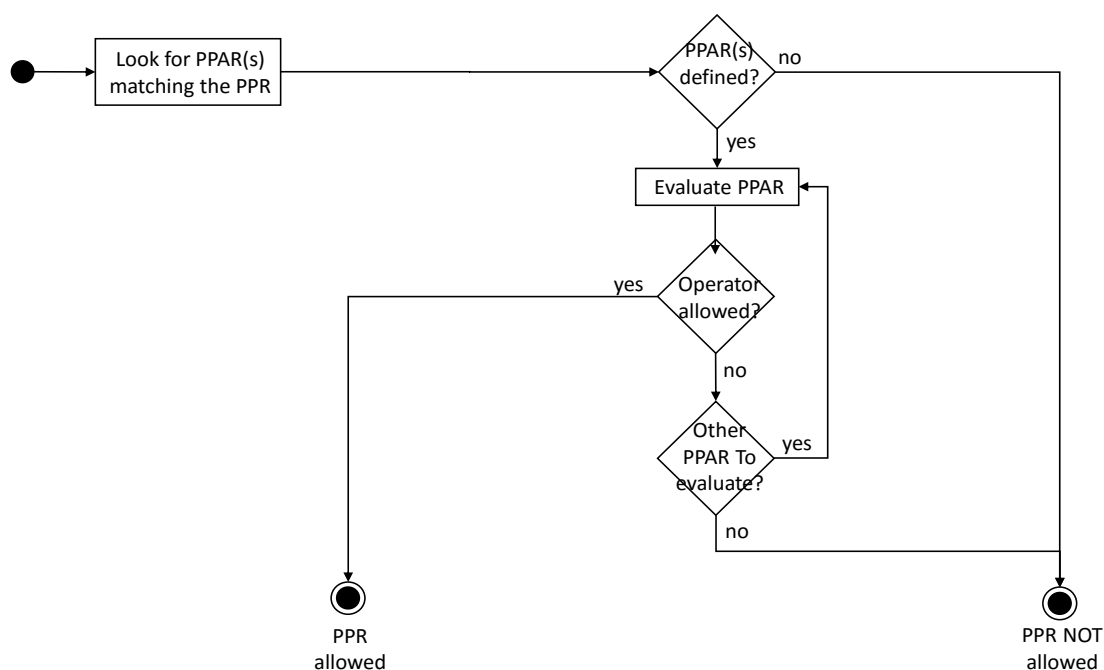 Look for PPAR(s)
matching the PPR
PPAR(s)
defined?
no
yes
Evaluate PPAR
yes
Operator
allowed?
no
Other
PPAR To
evaluate?
yes
no
PPR
allowed
PPR NOT
allowed